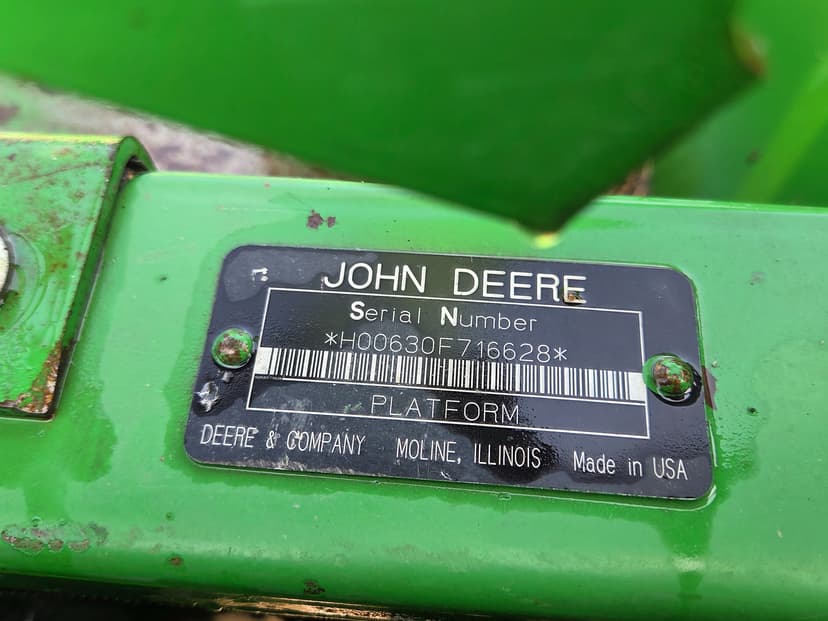 JOHN DEERE
Serial Number
*H00630F716628*
PLATFORM
DEERE & COMPANY MOLINE, ILLINOIS Made in USA